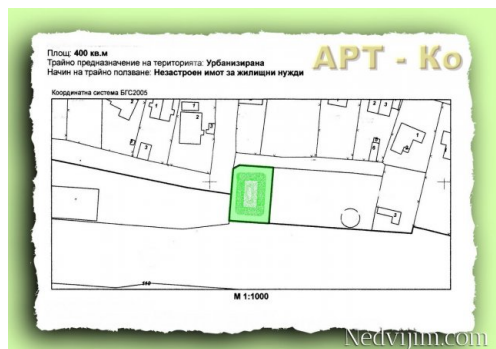 Площ: 400 кв.м
Трайно предназначение на територията: Урбанизирана
Начин на трайно ползване: Незастроен имот за жилищни нужди
АРТ - Ко
Координатна система БГС2005
М 1:1000
Nedvijim.com